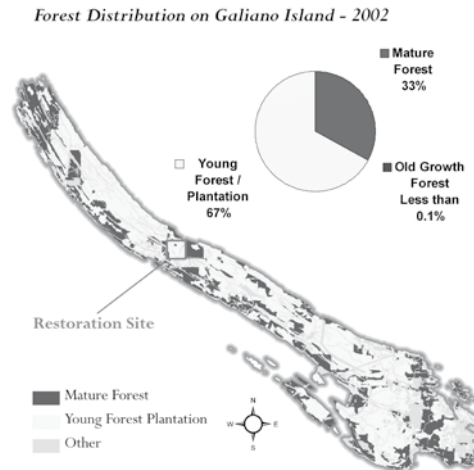 Forest Distribution on Galiano Island - 2002
Mature
Forest
33%
Young
Forest /
Plantation
67%
Old Growth
Forest
Less than
0.1%
Restoration Site
Mature Forest
Young Forest Plantation
Other
N
W E
S